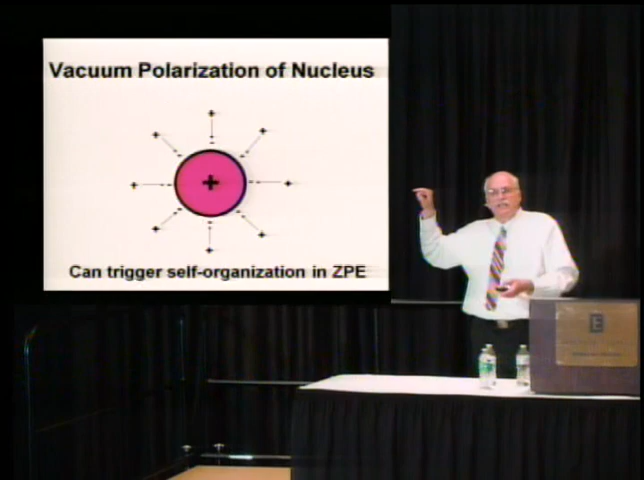 Vacuum Polarization of Nucleus
+
Can trigger self-organization in ZPE
E